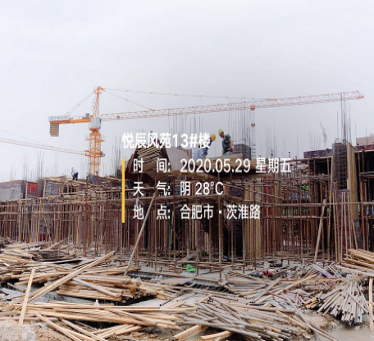 悦辰风苑13#楼
时 间: 2020.05.29 星期五
天 气: 阴 28℃
地 点: 合肥市·茨淮路